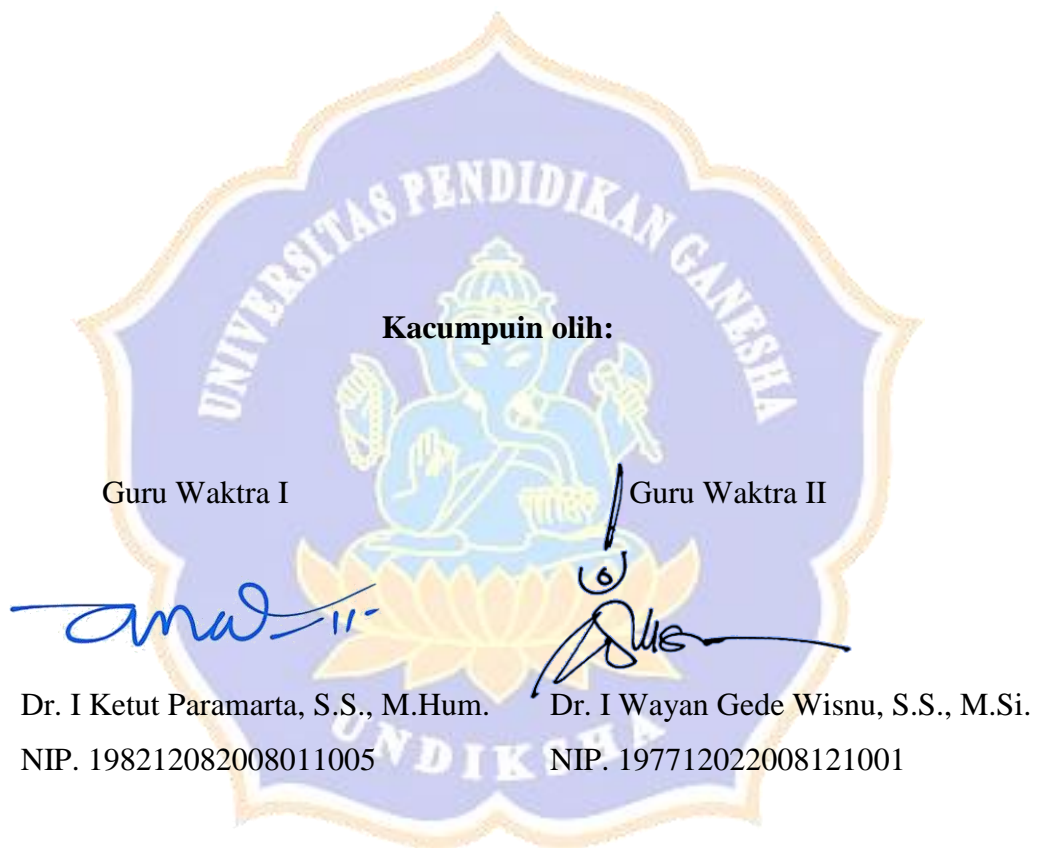 UNIVERSITAS PENDIDIKAN GANESHA
Kacumpuin olih:
Guru Waktra I Guru Waktra II
Dr. I Ketut Paramarta, S.S., M.Hum. Dr. I Wayan Gede Wisnu, S.S., M.Si.
NIP. 198212082008011005 NIP. 197712022008121001
UNDIKSHA